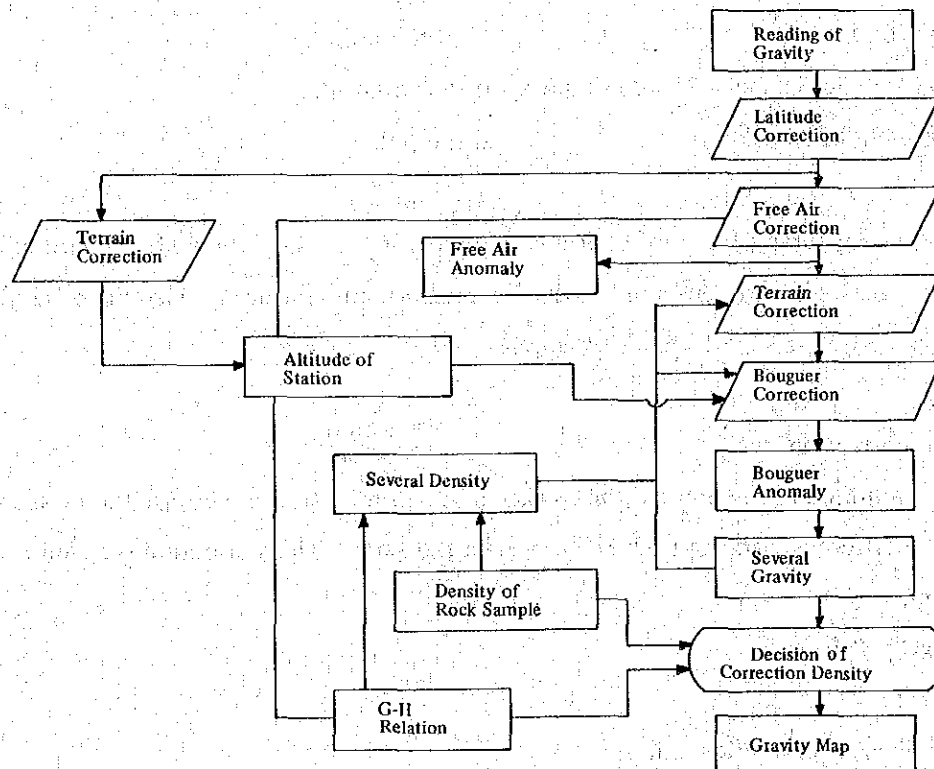 Reading of
Gravity
Latitude
Correction
Free Air
Correction
Terrain
Correction
Free Air
Anomaly
Terrain
Correction
Altitude of
Station
Bouguer
Correction
Several Density
Bouguer
Anomaly
Several
Gravity
Density of
Rock Sample
Decision of
Correction Density
G-H
Relation
Gravity Map